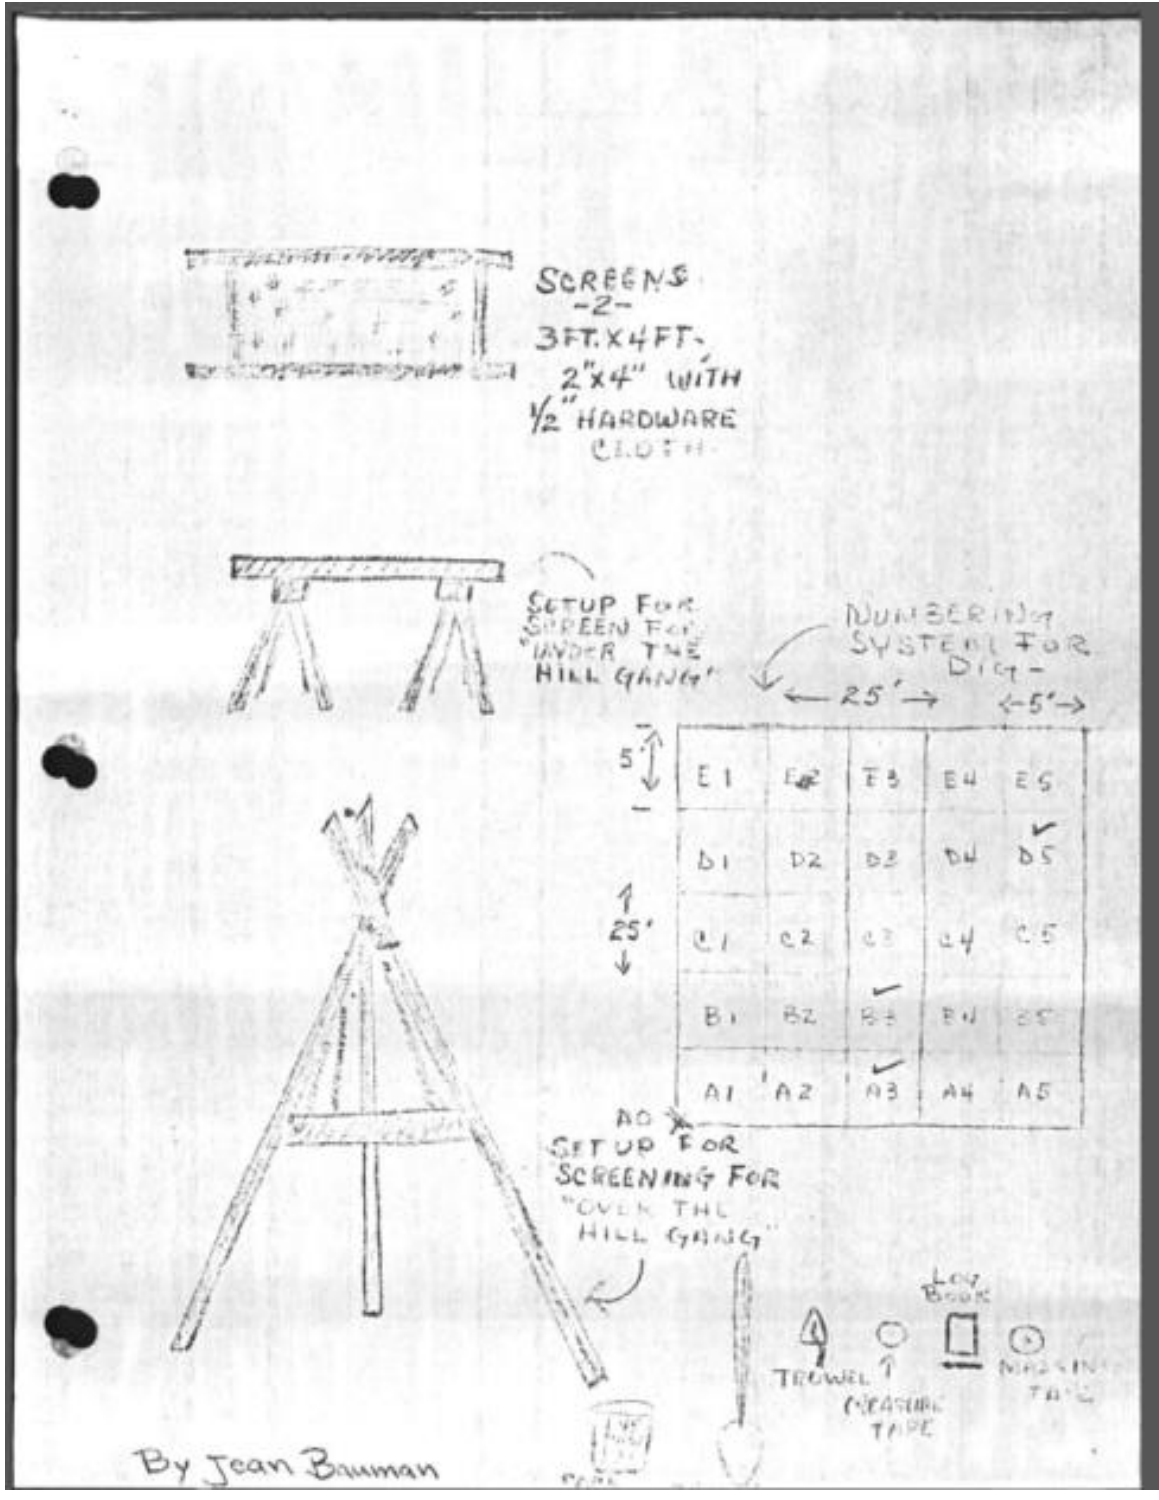 SCREENS
-2-
3FT.X4FT.
2"X4" WITH
1/2" HARDWARE
CLOTH.
SETUP FOR
SCREEN FOR
"UNDER THE
HILL GANG"
NUMBERING
SYSTEM FOR
DIG-
25'
5'
5'
E1 E2 E3 E4 E5
D1 D2 D3 D4 D5
25'
C1 C2 C3 C4 C5
B1 B2 B3 B4 B5
A1 A2 A3 A4 A5
AO
SET UP FOR
SCREENING FOR
"OVER THE
HILL GANG"
LOG
BOOK
TROWEL
MEASURE
TAPE
TAPE
By Jean Bauman